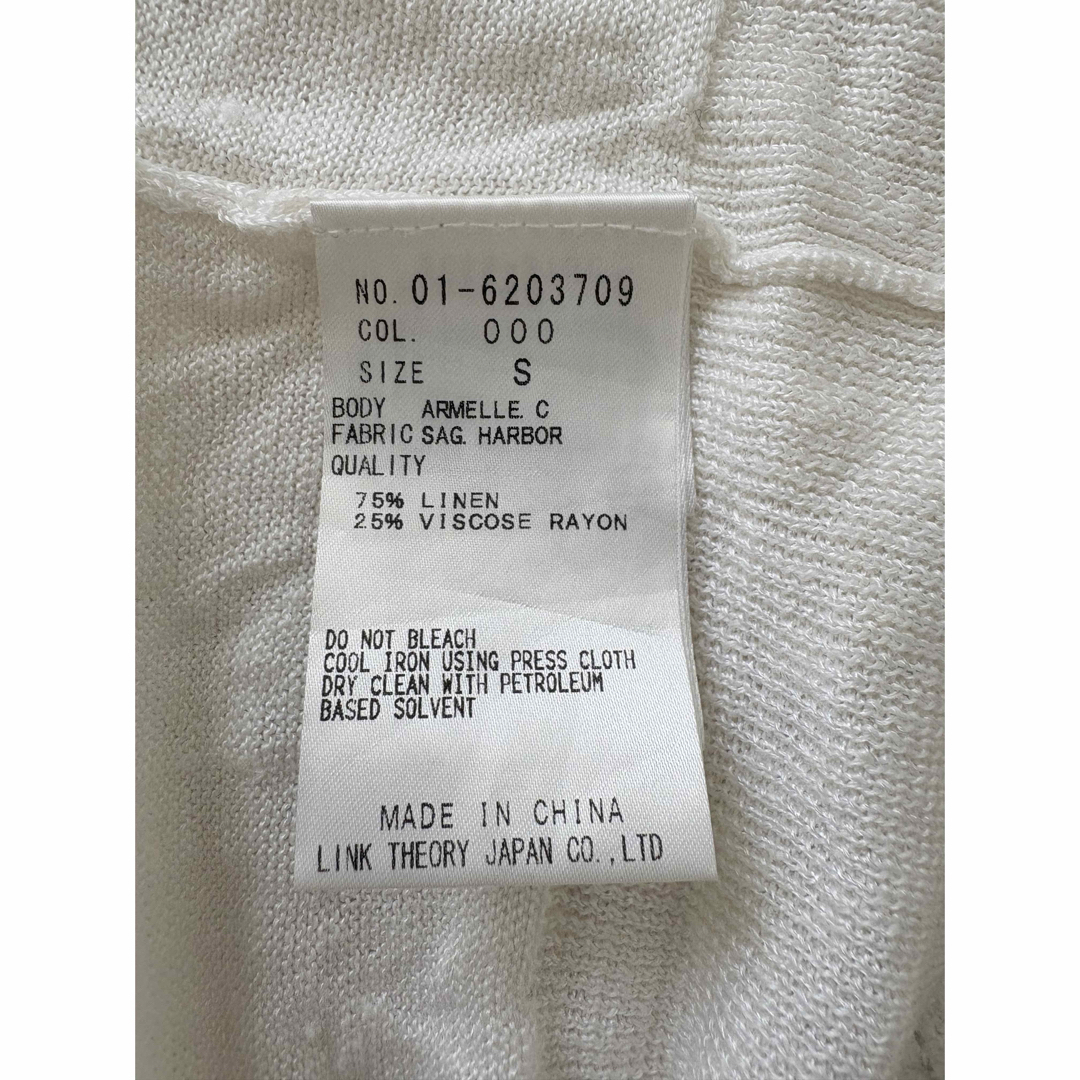 NO. 01-6203709
COL. 000
SIZE S
BODY ARMELLE. C
FABRIC SAG. HARBOR
QUALITY
75% LINEN
25% VISCOSE RAYON
DO NOT BLEACH
COOL IRON USING PRESS CLOTH
DRY CLEAN WITH PETROLEUM
BASED SOLVENT
MADE IN CHINA
LINK THEORY JAPAN CO.,LTD